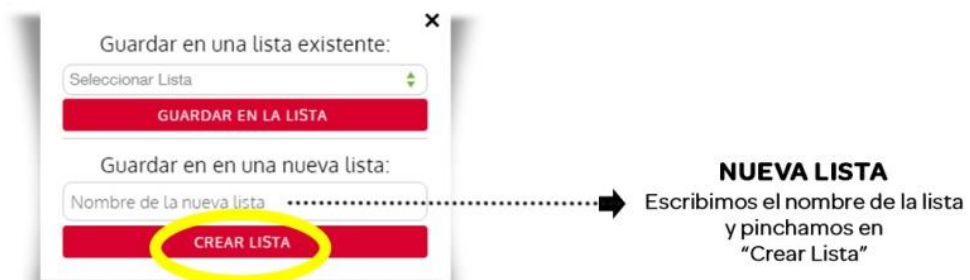 ×
Guardar en una lista existente:
Seleccionar Lista
GUARDAR EN LA LISTA
Guardar en en una nueva lista:
Nombre de la nueva lista
CREAR LISTA
NUEVA LISTA
Escribimos el nombre de la lista
y pinchamos en
“Crear Lista”